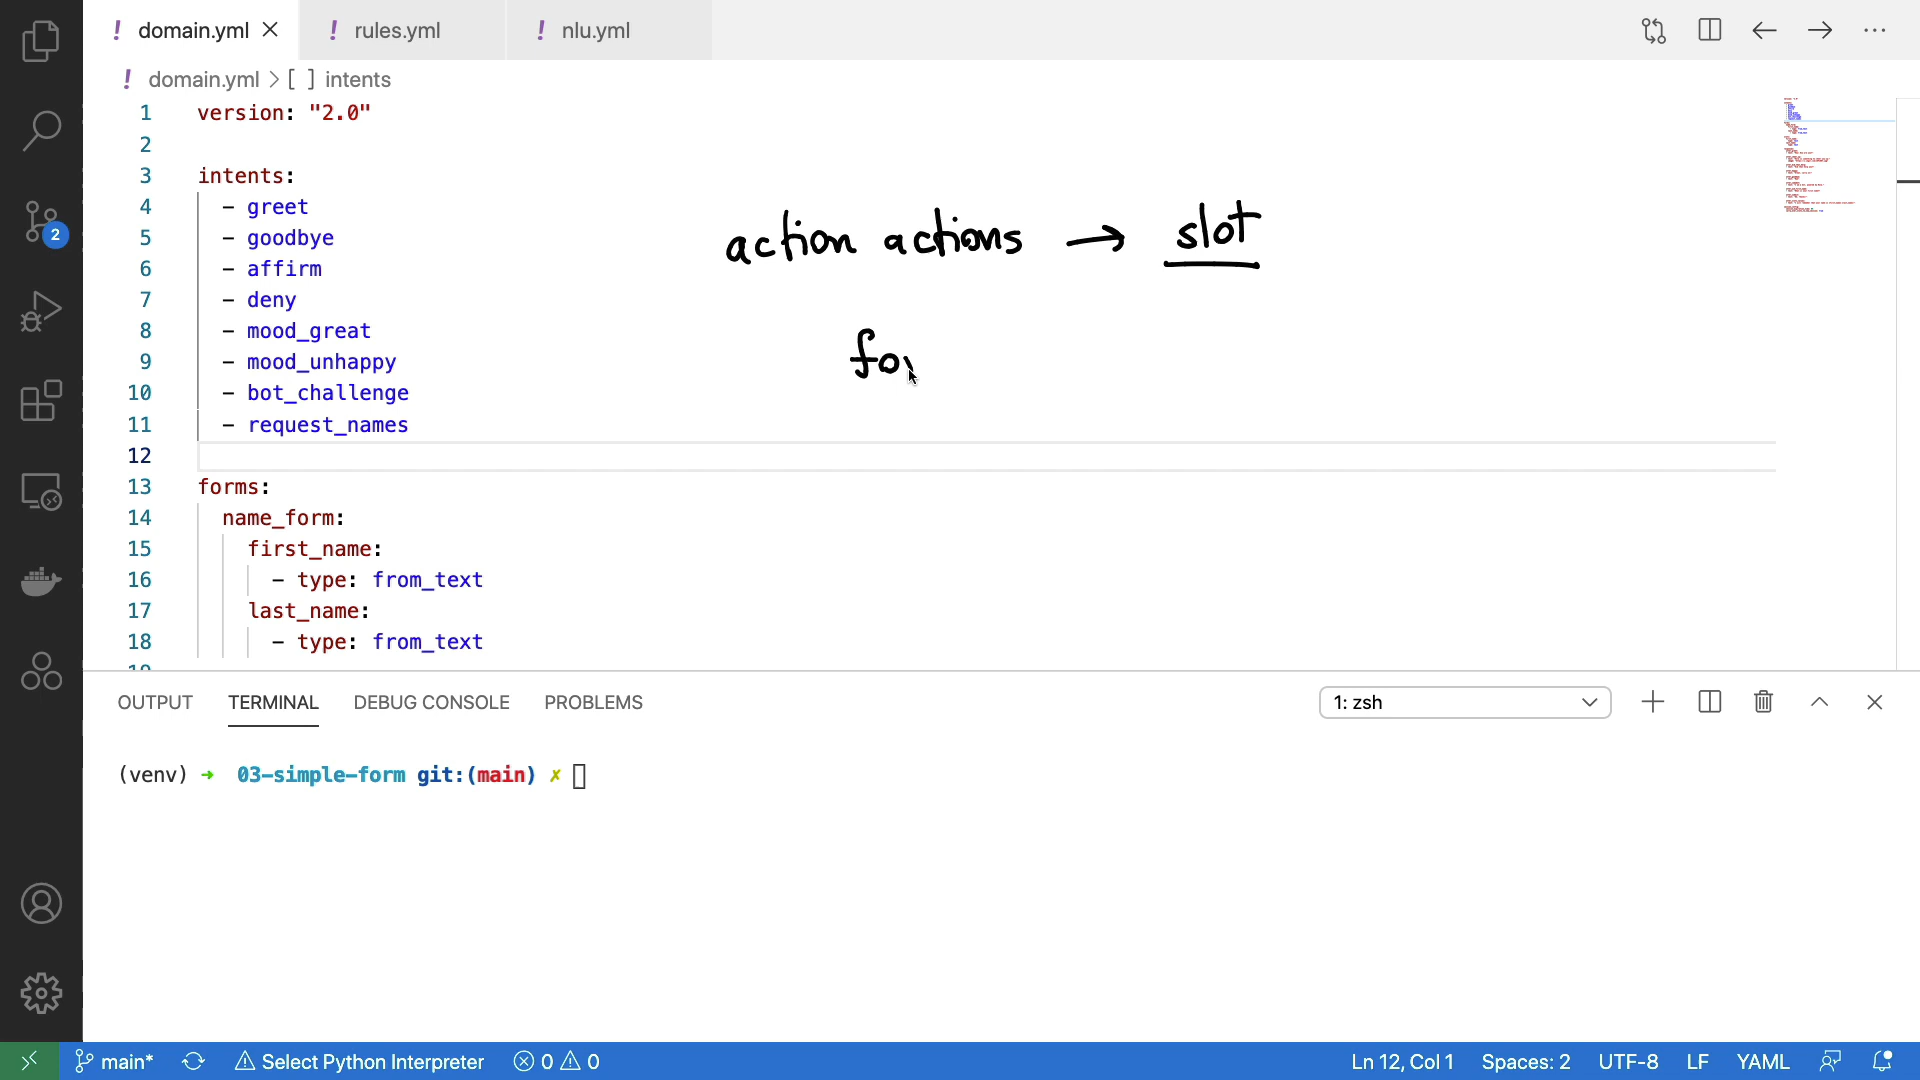 ! domain.yml ! rules.yml ! nlu.yml
! domain.yml > [ ] intents
1 version: "2.0"
2
3 intents:
4 - greet
5 - goodbye
6 - affirm
7 - deny
8 - mood_great
9 - mood_unhappy
10 - bot_challenge
11 - request_names
12
13 forms:
14 name_form:
15 first_name:
16 - type: from_text
17 last_name:
18 - type: from_text
action actions → slot
2
OUTPUT TERMINAL DEBUG CONSOLE PROBLEMS 1: zsh
(venv) → 03-simple-form git:(main) ✗
main* Select Python Interpreter 0 0 Ln 12, Col 1 Spaces: 2 UTF-8 LF YAML